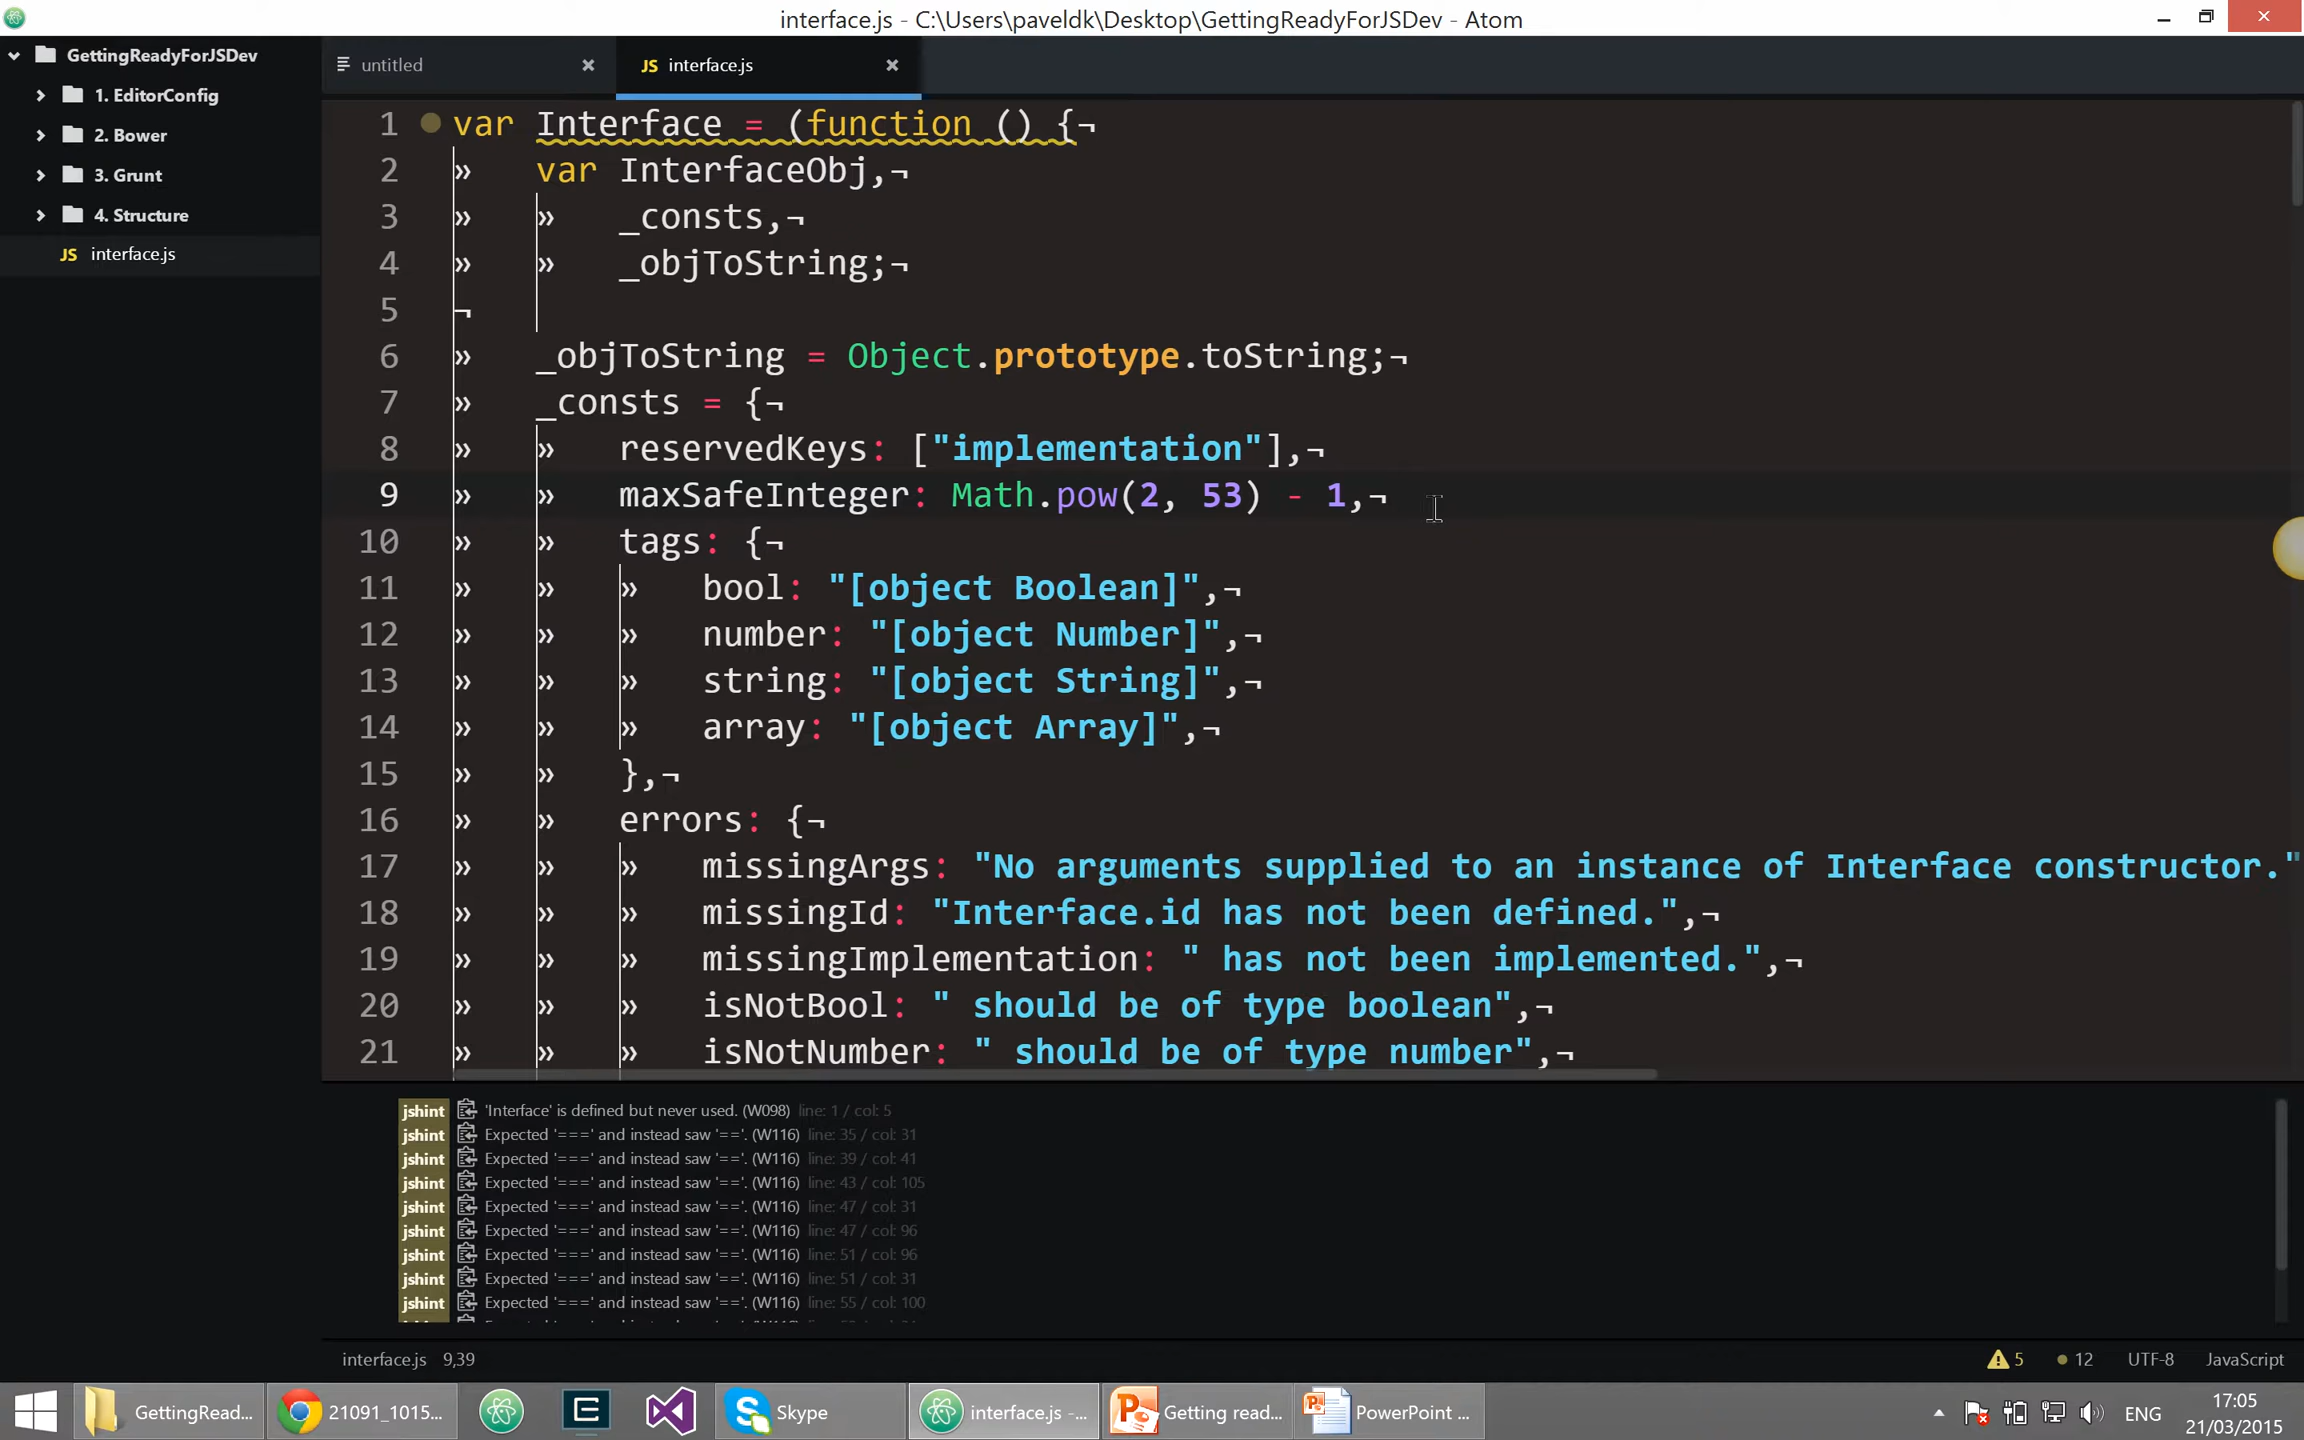 interface.js - C:\Users\paveldk\Desktop\GettingReadyForJSDev - Atom
GettingReadyForJSDev
1. EditorConfig
2. Bower
3. Grunt
4. Structure
JS interface.js
untitled
JS interface.js
1 var Interface = (function () {¬
2 » var InterfaceObj,¬
3 » » _consts,¬
4 » » _objToString;¬
5 ¬
6 » _objToString = Object.prototype.toString;¬
7 » _consts = {¬
8 » » reservedKeys: ["implementation"],¬
9 » » maxSafeInteger: Math.pow(2, 53) - 1,¬
10 » » tags: {¬
11 » » » bool: "[object Boolean]",¬
12 » » » number: "[object Number]",¬
13 » » » string: "[object String]",¬
14 » » » array: "[object Array]",¬
15 » » },¬
16 » » errors: {¬
17 » » » missingArgs: "No arguments supplied to an instance of Interface constructor."
18 » » » missingId: "Interface.id has not been defined.",¬
19 » » » missingImplementation: " has not been implemented.",¬
20 » » » isNotBool: " should be of type boolean",¬
21 » » » isNotNumber: " should be of type number",¬
jshint 'Interface' is defined but never used. (W098) line: 1 / col: 5
jshint Expected '===' and instead saw '=='. (W116) line: 35 / col: 31
jshint Expected '===' and instead saw '=='. (W116) line: 39 / col: 41
jshint Expected '===' and instead saw '=='. (W116) line: 43 / col: 105
jshint Expected '===' and instead saw '=='. (W116) line: 47 / col: 31
jshint Expected '===' and instead saw '=='. (W116) line: 47 / col: 96
jshint Expected '===' and instead saw '=='. (W116) line: 51 / col: 96
jshint Expected '===' and instead saw '=='. (W116) line: 51 / col: 31
jshint Expected '===' and instead saw '=='. (W116) line: 55 / col: 100
interface.js 9,39
5 12 UTF-8 JavaScript
GettingRead... 21091_1015... Skype interface.js -... Getting read... PowerPoint ...
ENG
17:05
21/03/2015